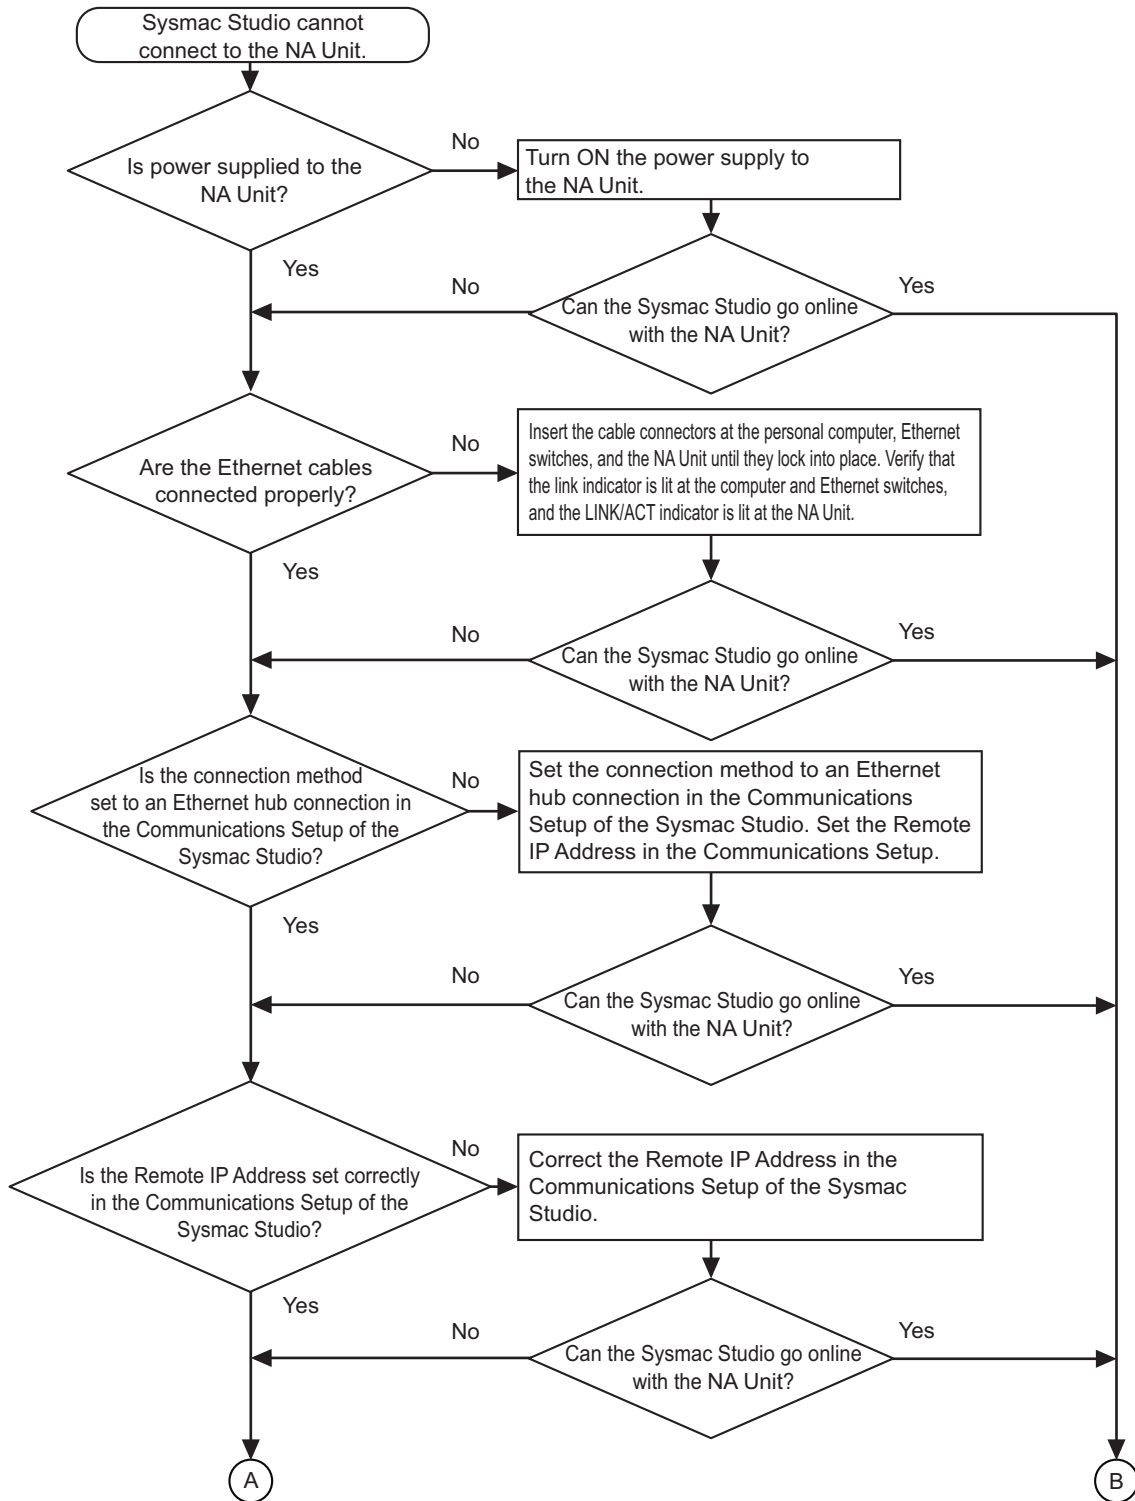 Sysmac Studio cannot
connect to the NA Unit.
Is power supplied to the
NA Unit?
No
Turn ON the power supply to
the NA Unit.
Yes
No
Can the Sysmac Studio go online
with the NA Unit?
Yes
Are the Ethernet cables
connected properly?
No
Insert the cable connectors at the personal computer, Ethernet
switches, and the NA Unit until they lock into place. Verify that
the link indicator is lit at the computer and Ethernet switches,
and the LINK/ACT indicator is lit at the NA Unit.
Yes
No
Can the Sysmac Studio go online
with the NA Unit?
Yes
Is the connection method
set to an Ethernet hub connection in
the Communications Setup of the
Sysmac Studio?
No
Set the connection method to an Ethernet
hub connection in the Communications
Setup of the Sysmac Studio. Set the Remote
IP Address in the Communications Setup.
Yes
No
Can the Sysmac Studio go online
with the NA Unit?
Yes
Is the Remote IP Address set correctly
in the Communications Setup of the
Sysmac Studio?
No
Correct the Remote IP Address in the
Communications Setup of the Sysmac
Studio.
Yes
No
Can the Sysmac Studio go online
with the NA Unit?
Yes
A
B